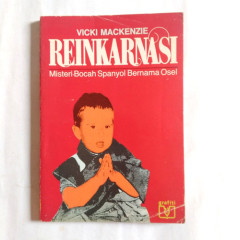 VICKI MACKENZIE
REINKARNASI
Misteri Bocah Spanyol Bernama Osel